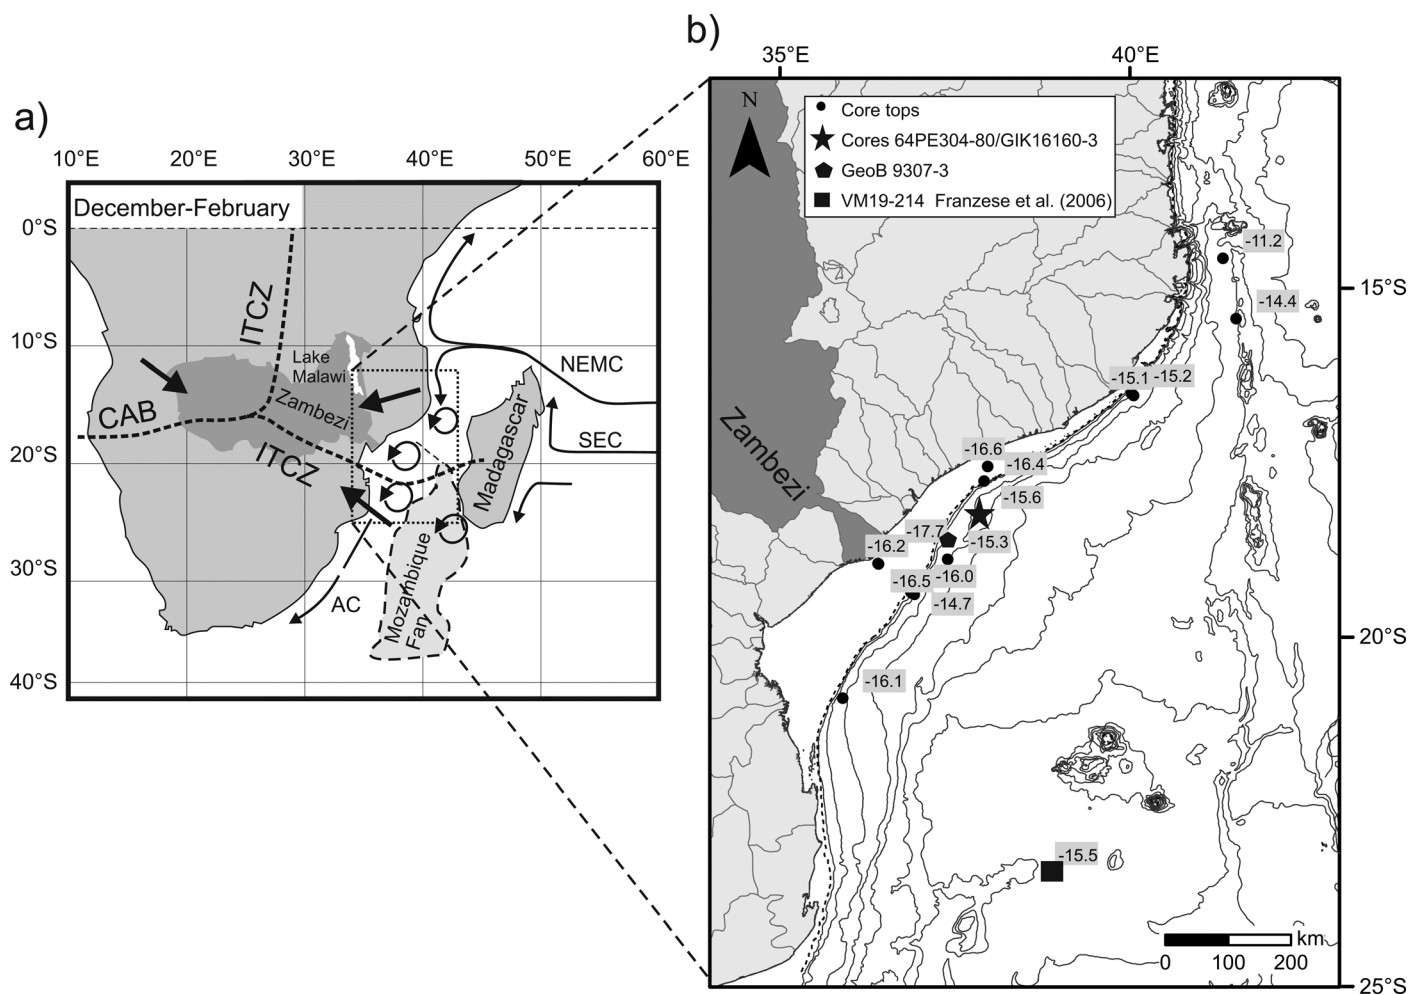 a)
10°E 20°E 30°E 40°E 50°E 60°E
December-February
0°S
10°S
20°S
30°S
40°S
ITCZ
Lake
Malawi
NEMC
CAB
Zambezi
ITCZ
SEC
Madagascar
Mozambique
Fan
AC
b)
35°E 40°E
N
Core tops
Cores 64PE304-80/GIK16160-3
GeoB 9307-3
VM19-214 Franzese et al. (2006)
-11.2
15°S
-14.4
-15.1 -15.2
Zambezi
-16.6
-16.4
-15.6
-17.7
-15.3
-16.2
-16.0
-16.5
-14.7
20°S
-16.1
-15.5
km
0 100 200
25°S